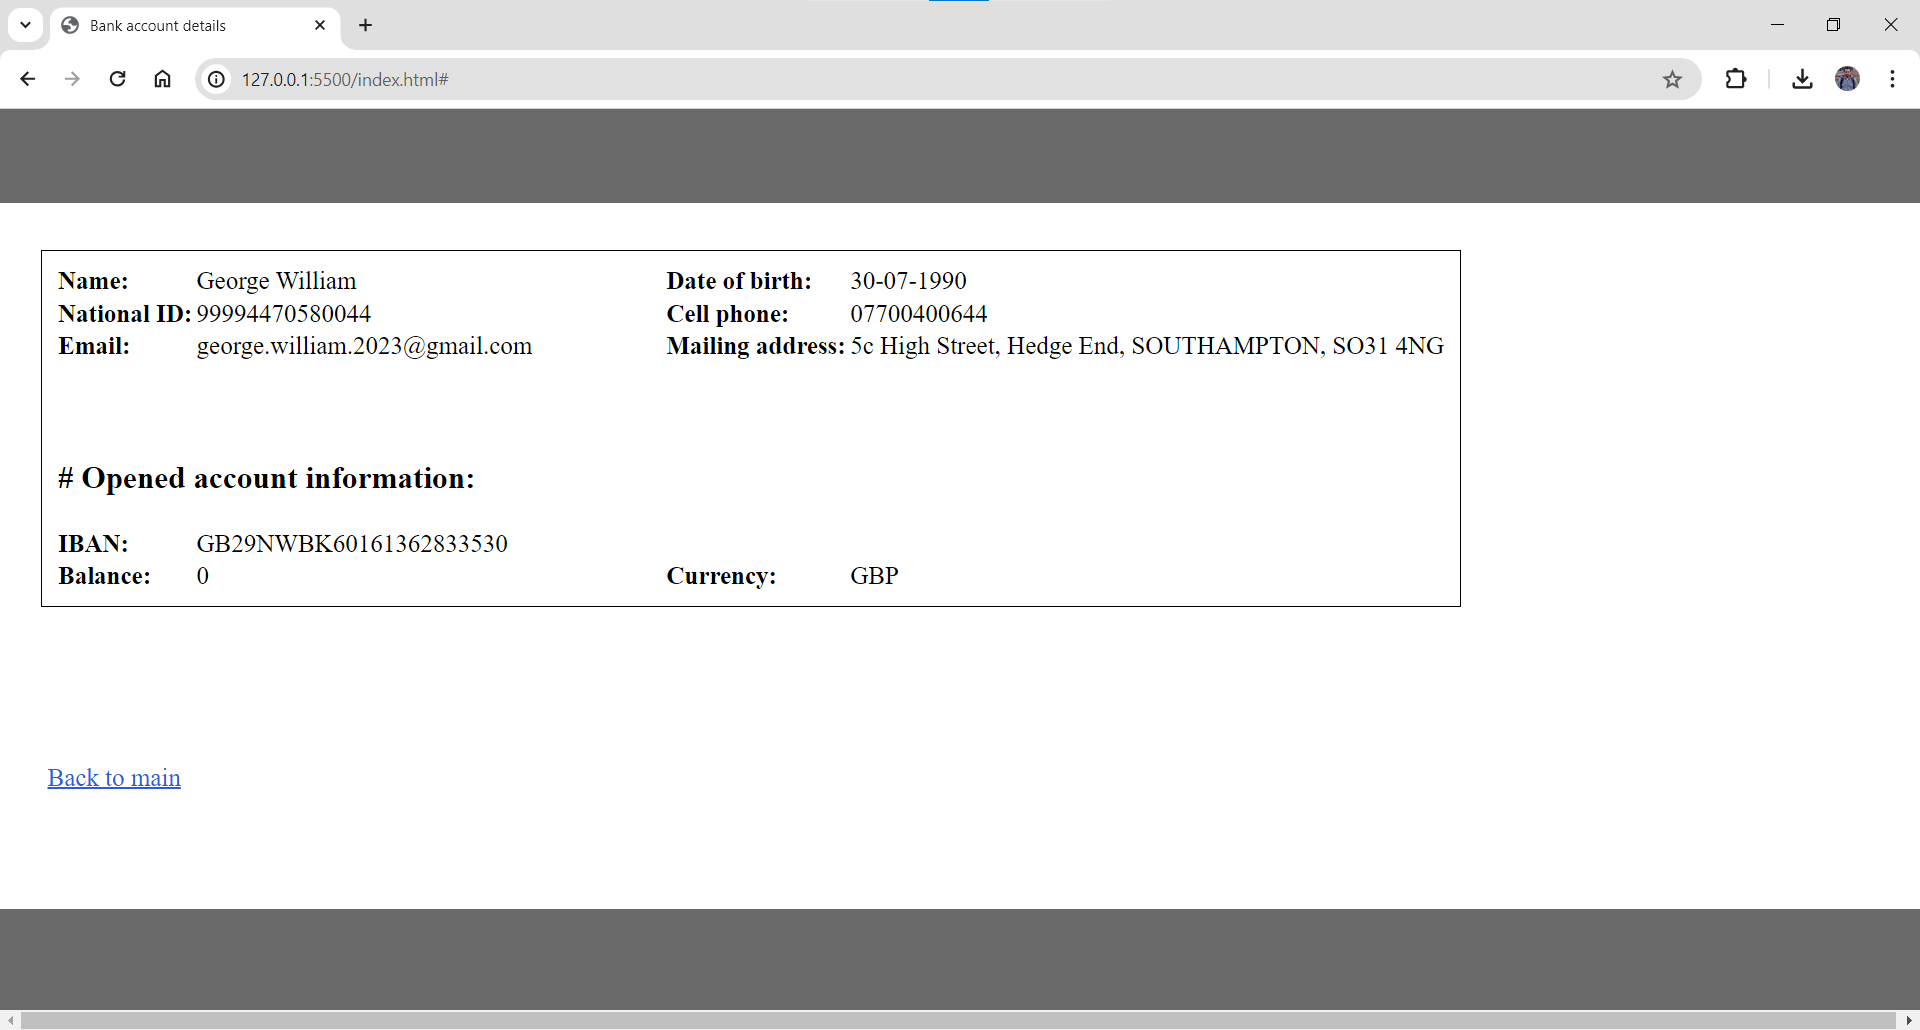 Bank account details
127.0.0.1:5500/index.html#
Name: George William Date of birth: 30-07-1990
National ID: 99994470580044 Cell phone: 07700400644
Email: george.william.2023@gmail.com Mailing address: 5c High Street, Hedge End, SOUTHAMPTON, SO31 4NG
# Opened account information:
IBAN: GB29NWBK60161362833530
Balance: 0 Currency: GBP
Back to main